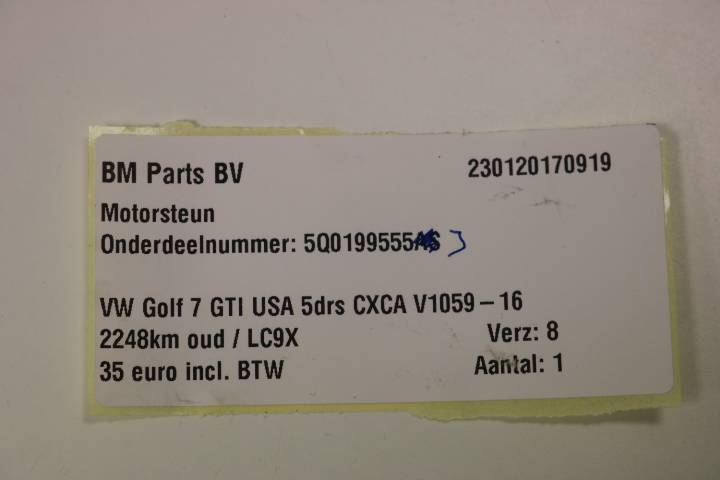 BM Parts BV 230120170919
Motorsteun
Onderdeelnummer: 5Q0199555 J
VW Golf 7 GTI USA 5drs CXCA V1059-16
2248km oud / LC9X Verz: 8
35 euro incl. BTW Aantal: 1